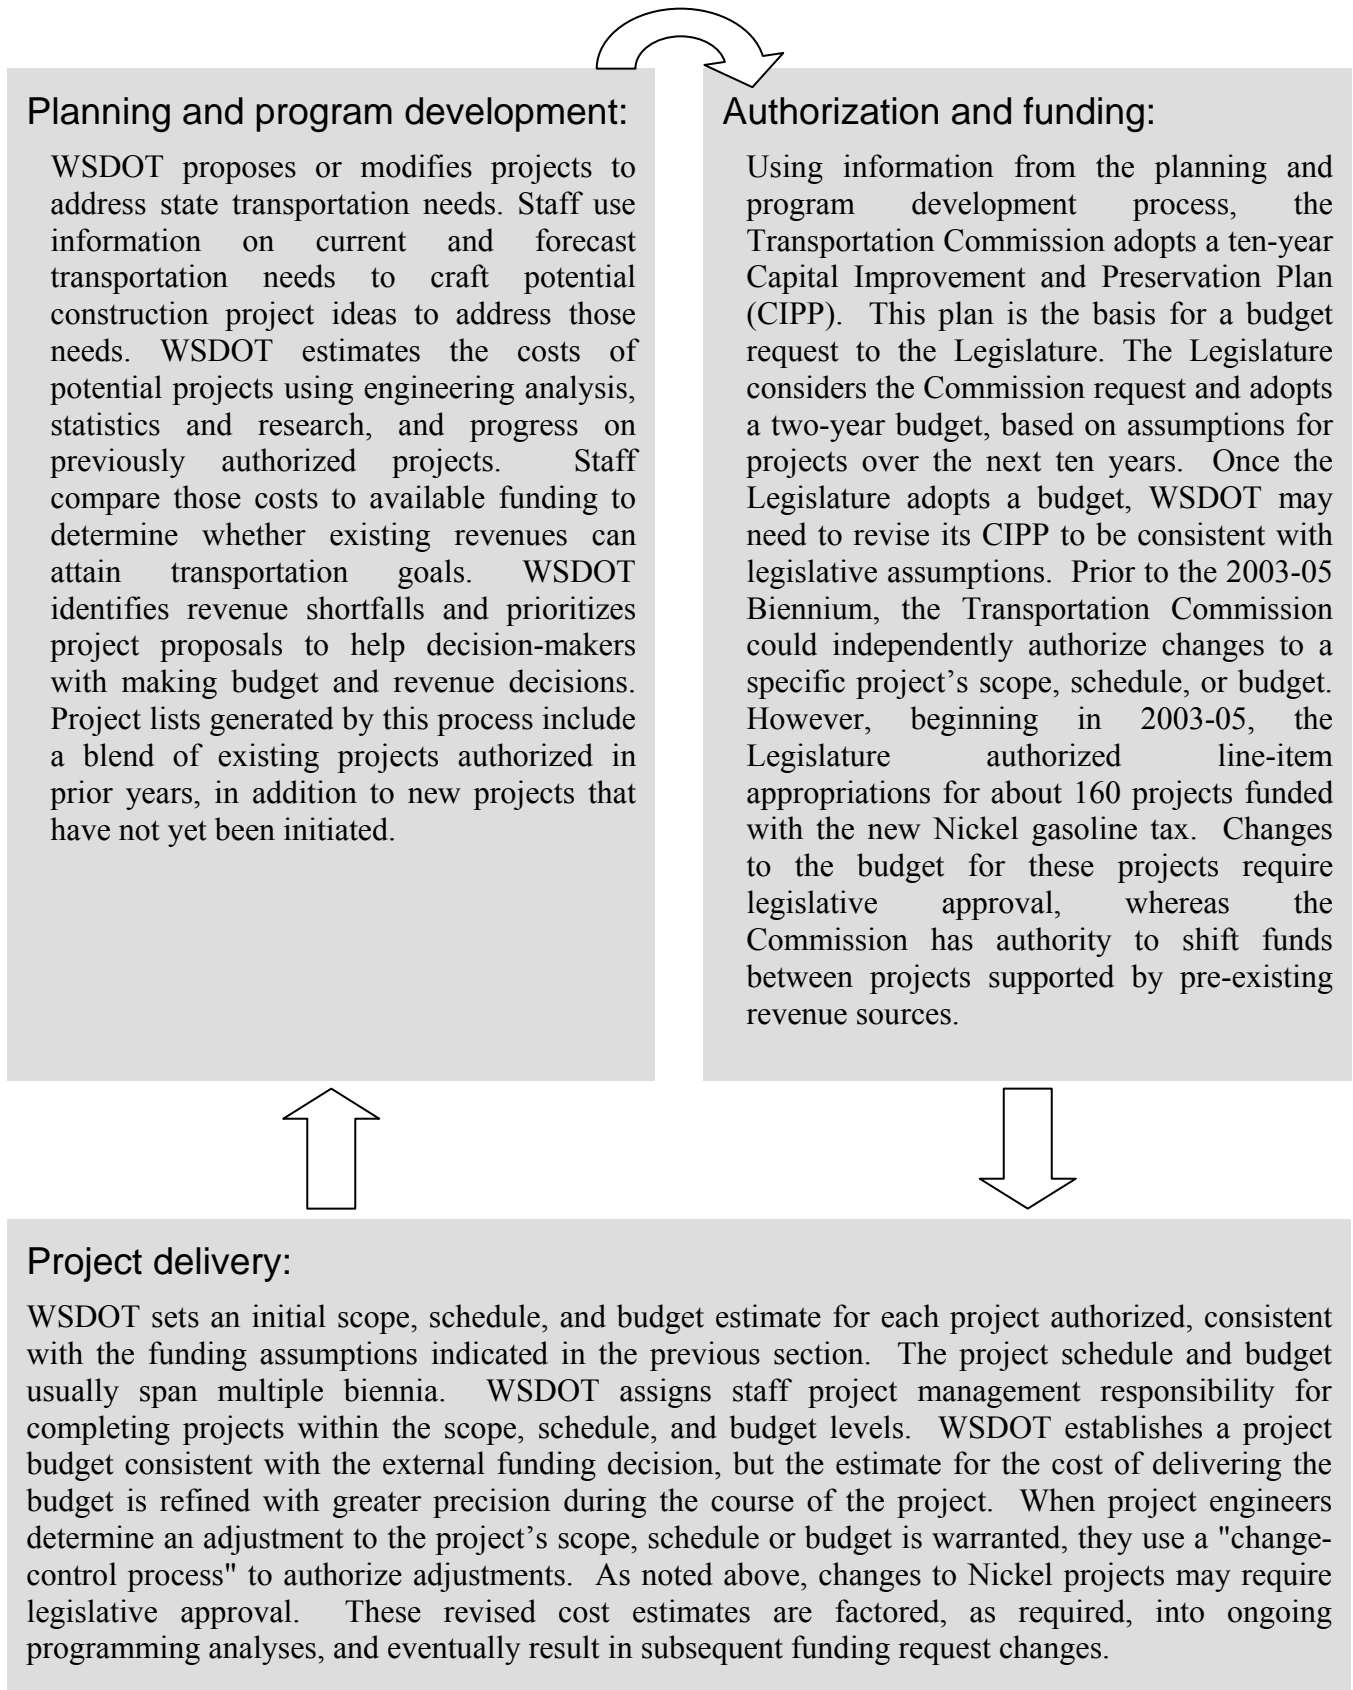 Planning and program development:
WSDOT proposes or modifies projects to
address state transportation needs. Staff use
information on current and forecast
transportation needs to craft potential
construction project ideas to address those
needs. WSDOT estimates the costs of
potential projects using engineering analysis,
statistics and research, and progress on
previously authorized projects. Staff
compare those costs to available funding to
determine whether existing revenues can
attain transportation goals. WSDOT
identifies revenue shortfalls and prioritizes
project proposals to help decision-makers
with making budget and revenue decisions.
Project lists generated by this process include
a blend of existing projects authorized in
prior years, in addition to new projects that
have not yet been initiated.
Authorization and funding:
Using information from the planning and
program development process, the
Transportation Commission adopts a ten-year
Capital Improvement and Preservation Plan
(CIPP). This plan is the basis for a budget
request to the Legislature. The Legislature
considers the Commission request and adopts
a two-year budget, based on assumptions for
projects over the next ten years. Once the
Legislature adopts a budget, WSDOT may
need to revise its CIPP to be consistent with
legislative assumptions. Prior to the 2003-05
Biennium, the Transportation Commission
could independently authorize changes to a
specific project’s scope, schedule, or budget.
However, beginning in 2003-05, the
Legislature authorized line-item
appropriations for about 160 projects funded
with the new Nickel gasoline tax. Changes
to the budget for these projects require
legislative approval, whereas the
Commission has authority to shift funds
between projects supported by pre-existing
revenue sources.
Project delivery:
WSDOT sets an initial scope, schedule, and budget estimate for each project authorized, consistent
with the funding assumptions indicated in the previous section. The project schedule and budget
usually span multiple biennia. WSDOT assigns staff project management responsibility for
completing projects within the scope, schedule, and budget levels. WSDOT establishes a project
budget consistent with the external funding decision, but the estimate for the cost of delivering the
budget is refined with greater precision during the course of the project. When project engineers
determine an adjustment to the project’s scope, schedule or budget is warranted, they use a "change-
control process" to authorize adjustments. As noted above, changes to Nickel projects may require
legislative approval. These revised cost estimates are factored, as required, into ongoing
programming analyses, and eventually result in subsequent funding request changes.